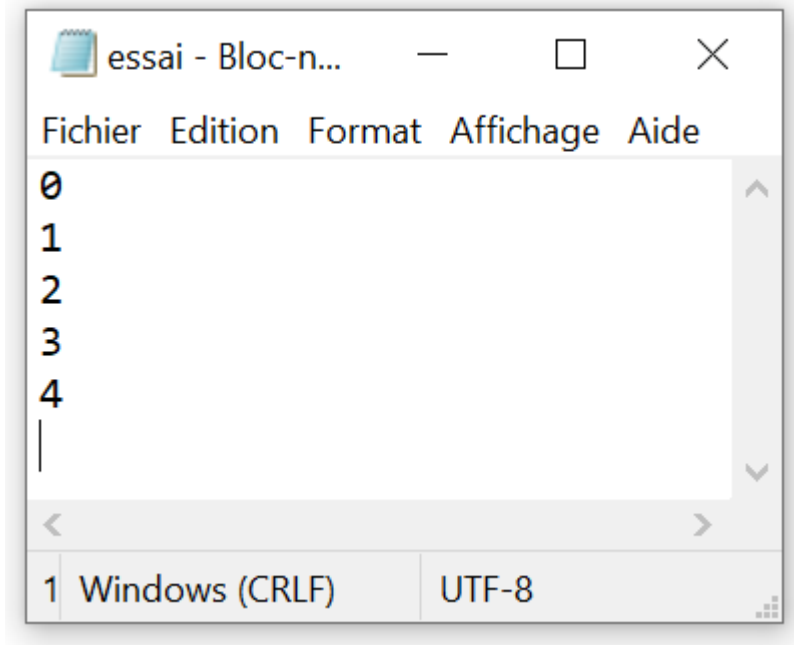 essai - Bloc-n...
Fichier Edition Format Affichage Aide
0
1
2
3
4
1 Windows (CRLF) UTF-8